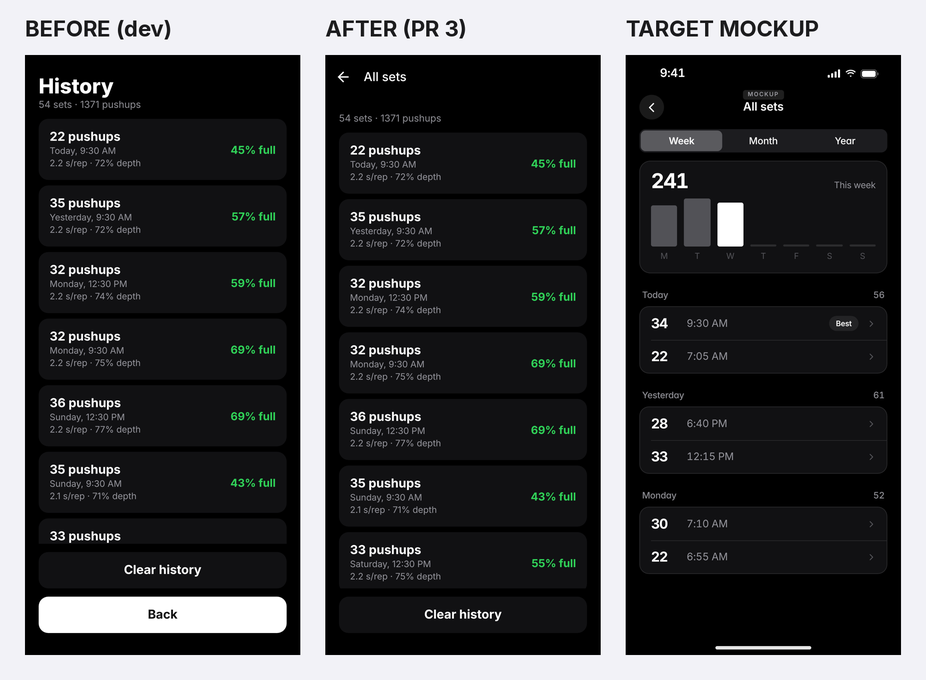 BEFORE (dev)
History
54 sets · 1371 pushups
22 pushups
Today, 9:30 AM
2.2 s/rep · 72% depth
45% full
35 pushups
Yesterday, 9:30 AM
2.2 s/rep · 72% depth
57% full
32 pushups
Monday, 12:30 PM
2.2 s/rep · 74% depth
59% full
32 pushups
Monday, 9:30 AM
2.2 s/rep · 75% depth
69% full
36 pushups
Sunday, 12:30 PM
2.2 s/rep · 77% depth
69% full
35 pushups
Sunday, 9:30 AM
2.1 s/rep · 71% depth
43% full
33 pushups
Clear history
Back
AFTER (PR 3)
All sets
54 sets · 1371 pushups
22 pushups
Today, 9:30 AM
2.2 s/rep · 72% depth
45% full
35 pushups
Yesterday, 9:30 AM
2.2 s/rep · 72% depth
57% full
32 pushups
Monday, 12:30 PM
2.2 s/rep · 74% depth
59% full
32 pushups
Monday, 9:30 AM
2.2 s/rep · 75% depth
69% full
36 pushups
Sunday, 12:30 PM
2.2 s/rep · 77% depth
69% full
35 pushups
Sunday, 9:30 AM
2.1 s/rep · 71% depth
43% full
33 pushups
Saturday, 12:30 PM
2.2 s/rep · 75% depth
55% full
Clear history
TARGET MOCKUP
9:41
MOCKUP
All sets
Week Month Year
241
This week
M T W T F S S
Today 56
34 9:30 AM Best
22 7:05 AM
Yesterday 61
28 6:40 PM
33 12:15 PM
Monday 52
30 7:10 AM
22 6:55 AM